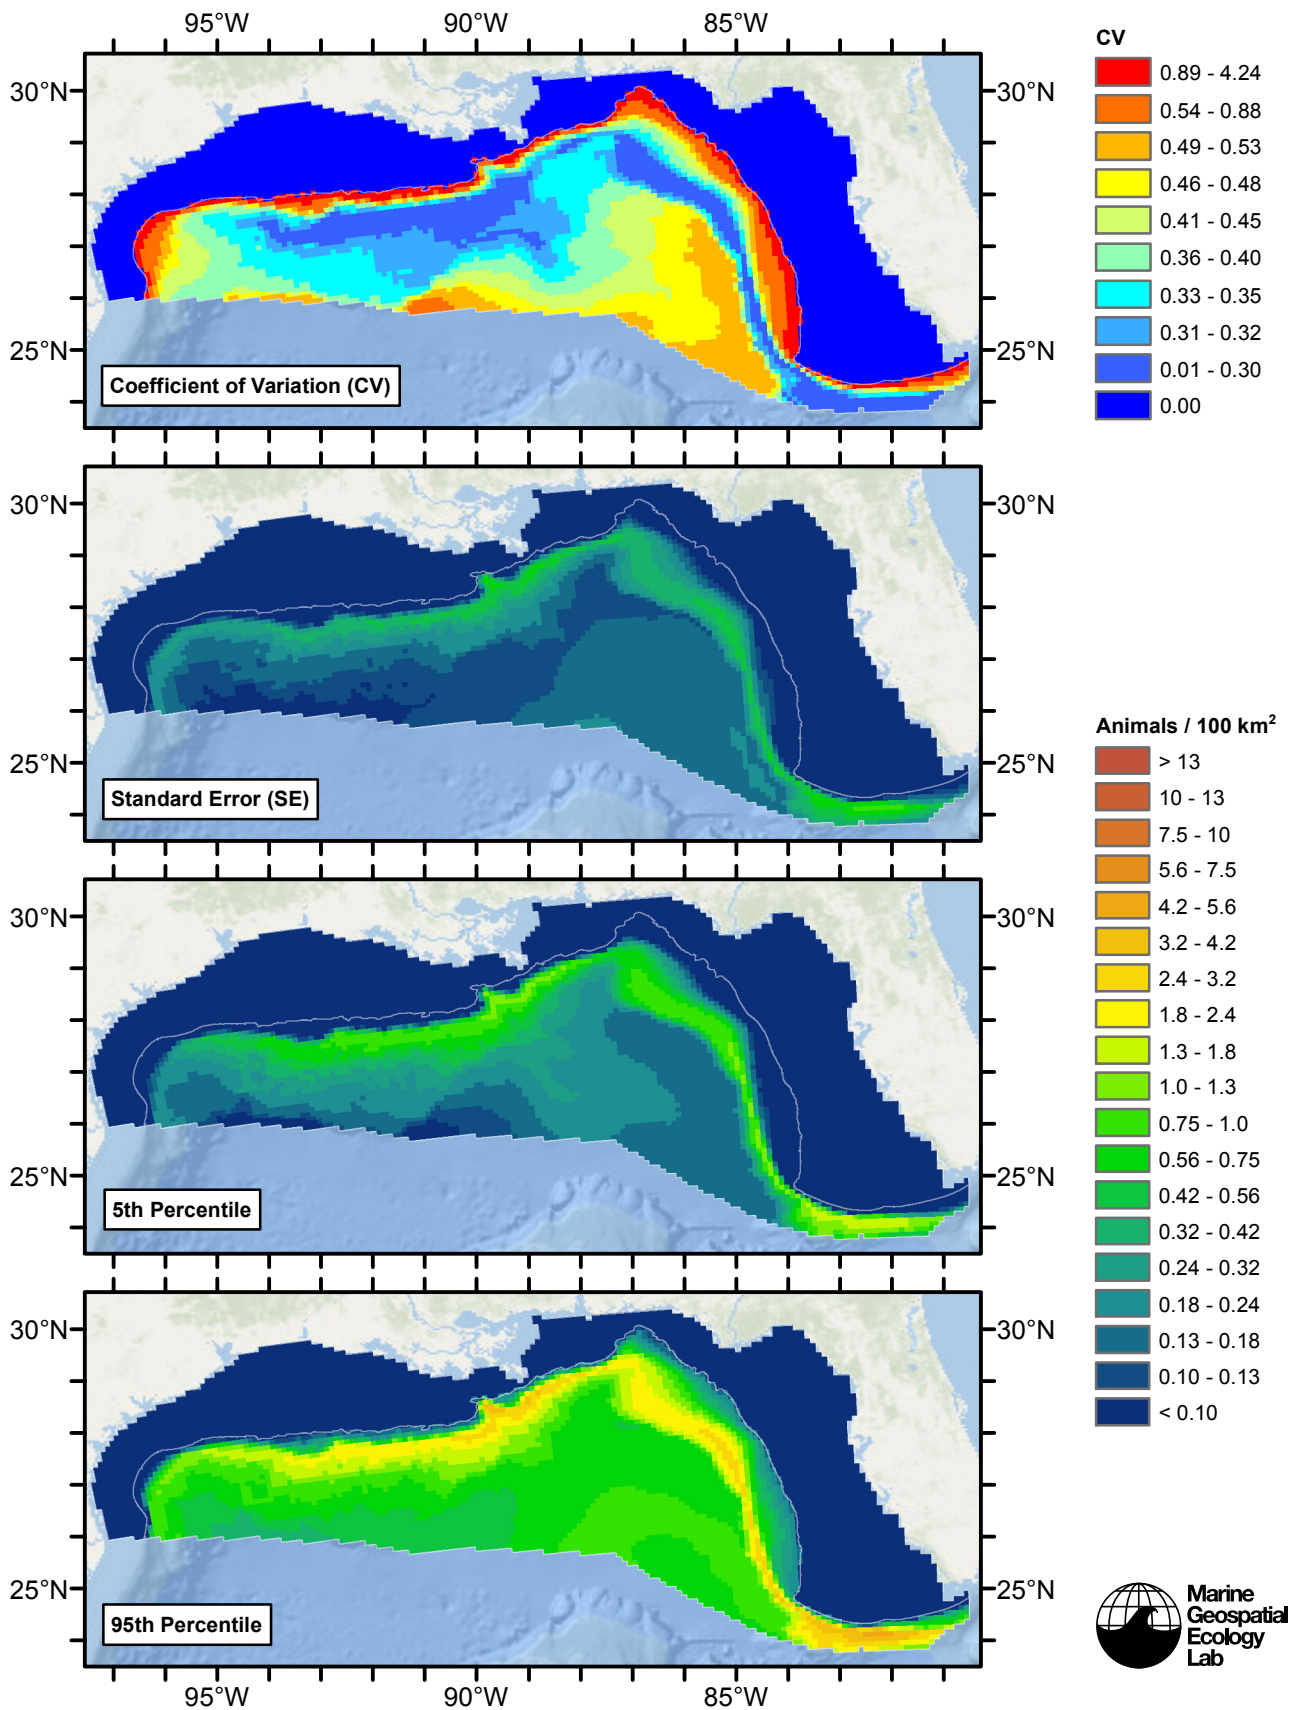 95°W 90°W 85°W
30°N 30°N
25°N 25°N
Coefficient of Variation (CV)
CV
0.89 - 4.24
0.54 - 0.88
0.49 - 0.53
0.46 - 0.48
0.41 - 0.45
0.36 - 0.40
0.33 - 0.35
0.31 - 0.32
0.01 - 0.30
0.00
30°N 30°N
25°N 25°N
Standard Error (SE)
Animals / 100 km²
> 13
10 - 13
7.5 - 10
5.6 - 7.5
4.2 - 5.6
3.2 - 4.2
2.4 - 3.2
1.8 - 2.4
1.3 - 1.8
1.0 - 1.3
0.75 - 1.0
0.56 - 0.75
0.42 - 0.56
0.32 - 0.42
0.24 - 0.32
0.18 - 0.24
0.13 - 0.18
0.10 - 0.13
< 0.10
30°N 30°N
25°N 25°N
5th Percentile
30°N 30°N
25°N 25°N
95th Percentile
95°W 90°W 85°W
Marine
Geospatial
Ecology
Lab